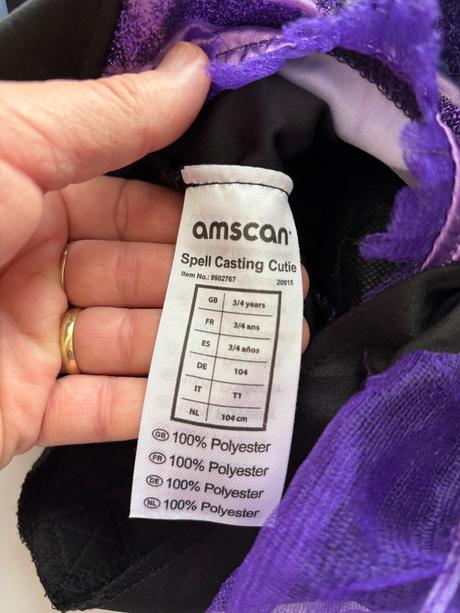 amscan
Spell Casting Cutie
Item No.: 9902767 20015
GB 3/4 years
FR 3/4 ans
ES 3/4 años
DE 104
IT T1
NL 104 cm
GB 100% Polyester
FR 100% Polyester
DE 100% Polyester
NL 100% Polyester